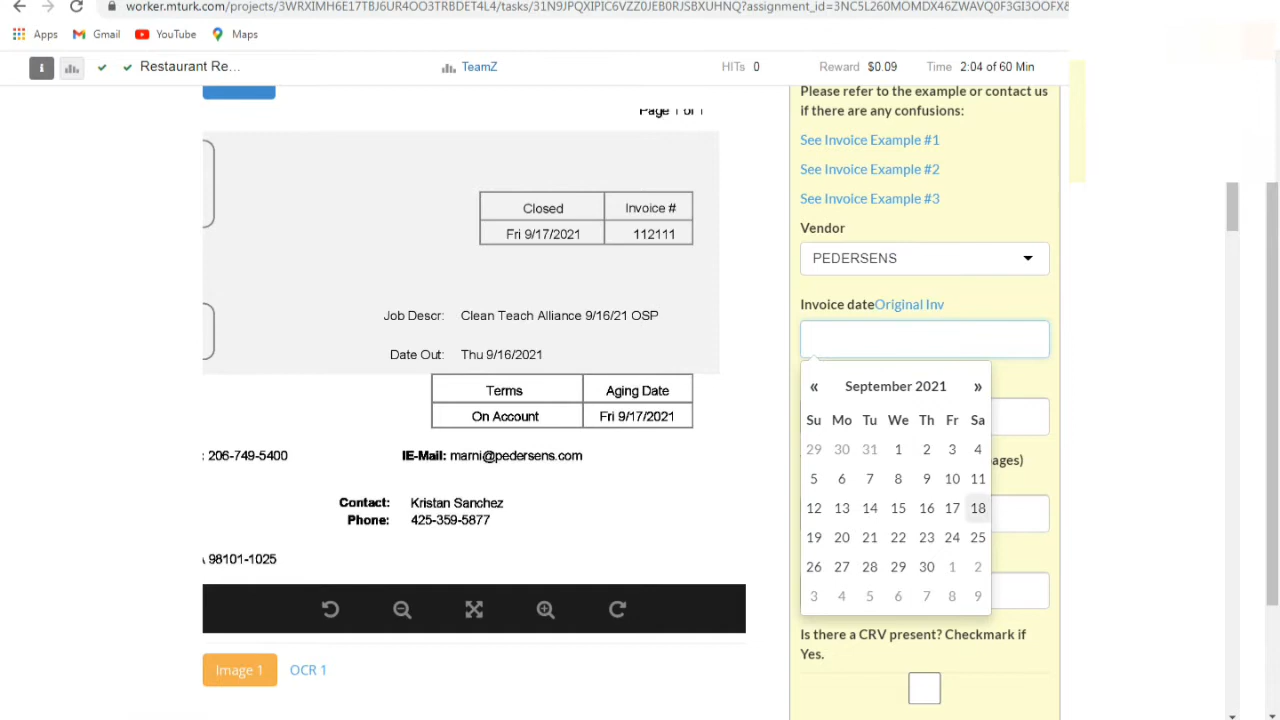 worker.mturk.com/projects/3WRXIMH6E17TBJ6UR4OO3TRBDET4L4/tasks/31N9JPQXIPIC6VZZ0JEB0RJSBXUHNQ?assignment_id=3NC5L260MOMDX46ZWAVQ0F3GI3OOFX&
Apps Gmail YouTube Maps
Restaurant Re... TeamZ HITs 0 Reward $0.09 Time 2:04 of 60 Min
Page 1 of 1
Closed Invoice #
Fri 9/17/2021 112111
Job Descr: Clean Teach Alliance 9/16/21 OSP
Date Out: Thu 9/16/2021
Terms Aging Date
On Account Fri 9/17/2021
: 206-749-5400 IE-Mail: marni@pedersens.com
Contact: Kristan Sanchez
Phone: 425-359-5877
98101-1025
Image 1 OCR 1
Please refer to the example or contact us
if there are any confusions:
See Invoice Example #1
See Invoice Example #2
See Invoice Example #3
Vendor
PEDERSENS
Invoice dateOriginal Inv
« September 2021 »
Su Mo Tu We Th Fr Sa
29 30 31 1 2 3 4
5 6 7 8 9 10 11
12 13 14 15 16 17 18
19 20 21 22 23 24 25
26 27 28 29 30 1 2
3 4 5 6 7 8 9
ages)
Is there a CRV present? Checkmark if
Yes.